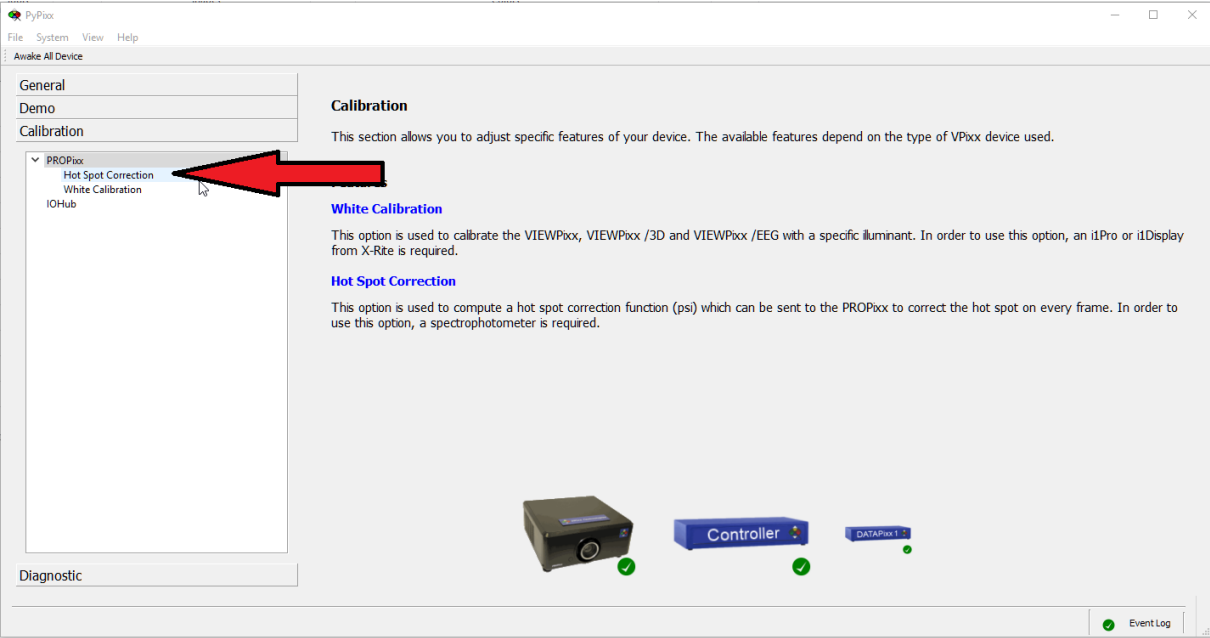 PyPixx
File System View Help
Awake All Device
General
Demo
Calibration
PROPixx
Hot Spot Correction
White Calibration
IOHub
Diagnostic
Calibration
This section allows you to adjust specific features of your device. The available features depend on the type of VPixx device used.
White Calibration
This option is used to calibrate the VIEWPixx, VIEWPixx /3D and VIEWPixx /EEG with a specific illuminant. In order to use this option, an i1Pro or i1Display
from X-Rite is required.
Hot Spot Correction
This option is used to compute a hot spot correction function (psi) which can be sent to the PROPixx to correct the hot spot on every frame. In order to
use this option, a spectrophotometer is required.
Controller
DATAPixx 1
Event Log